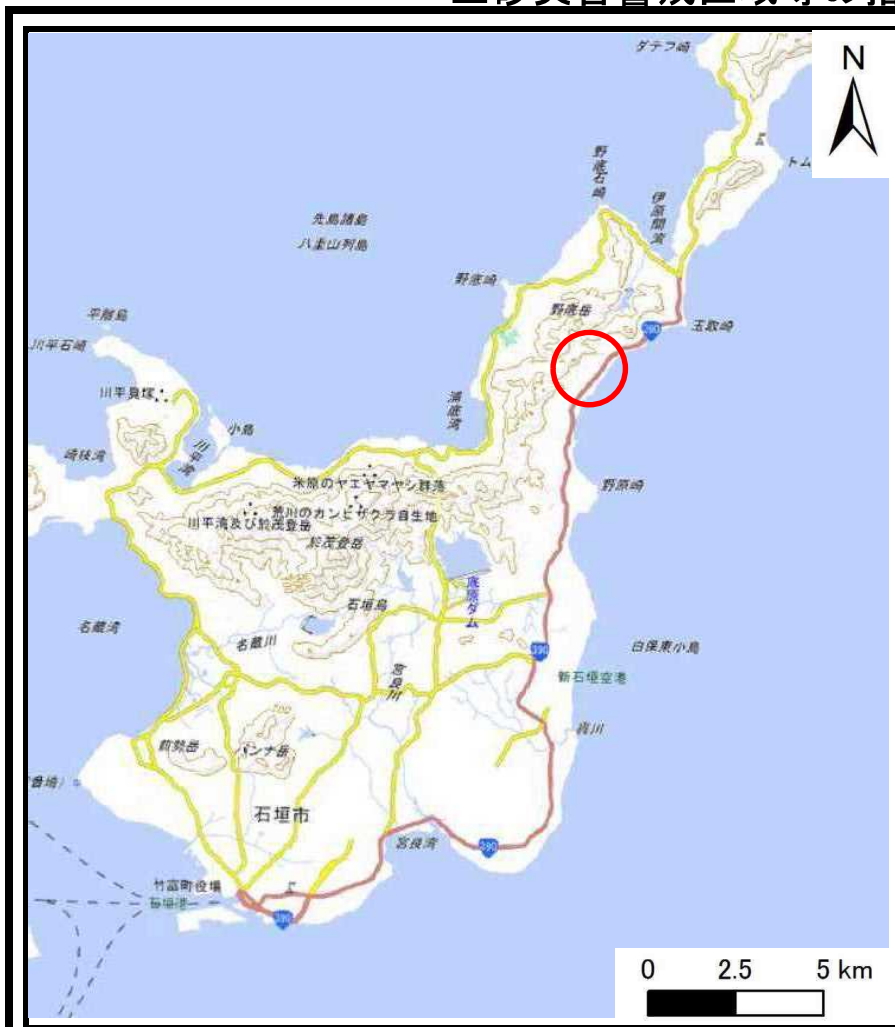 ダテフ崎
N
野底石崎
伊原間湾
先島諸島
八重山列島
野底崎
野底岳
平離島
玉取崎
390
川平石崎
川平貝塚
浦底湾
小島
川平湾
崎枝湾
米原のヤエヤマヤシ群落
野原崎
荒川のカンヒザクラ自生地
川平湾及び於茂登岳
於茂登岳
石垣島
底原ダム
名蔵湾
名蔵川
白保東小島
390
宮良川
新石垣空港
轟川
前勢岳
バンナ岳
石垣市
宮良湾
390
竹富町役場
石垣港
390
0 2.5 5 km